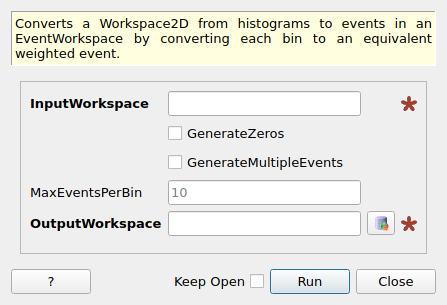 Converts a Workspace2D from histograms to events in an
EventWorkspace by converting each bin to an equivalent
weighted event.
InputWorkspace
GenerateZeros
GenerateMultipleEvents
MaxEventsPerBin 10
OutputWorkspace
? Keep Open Run Close